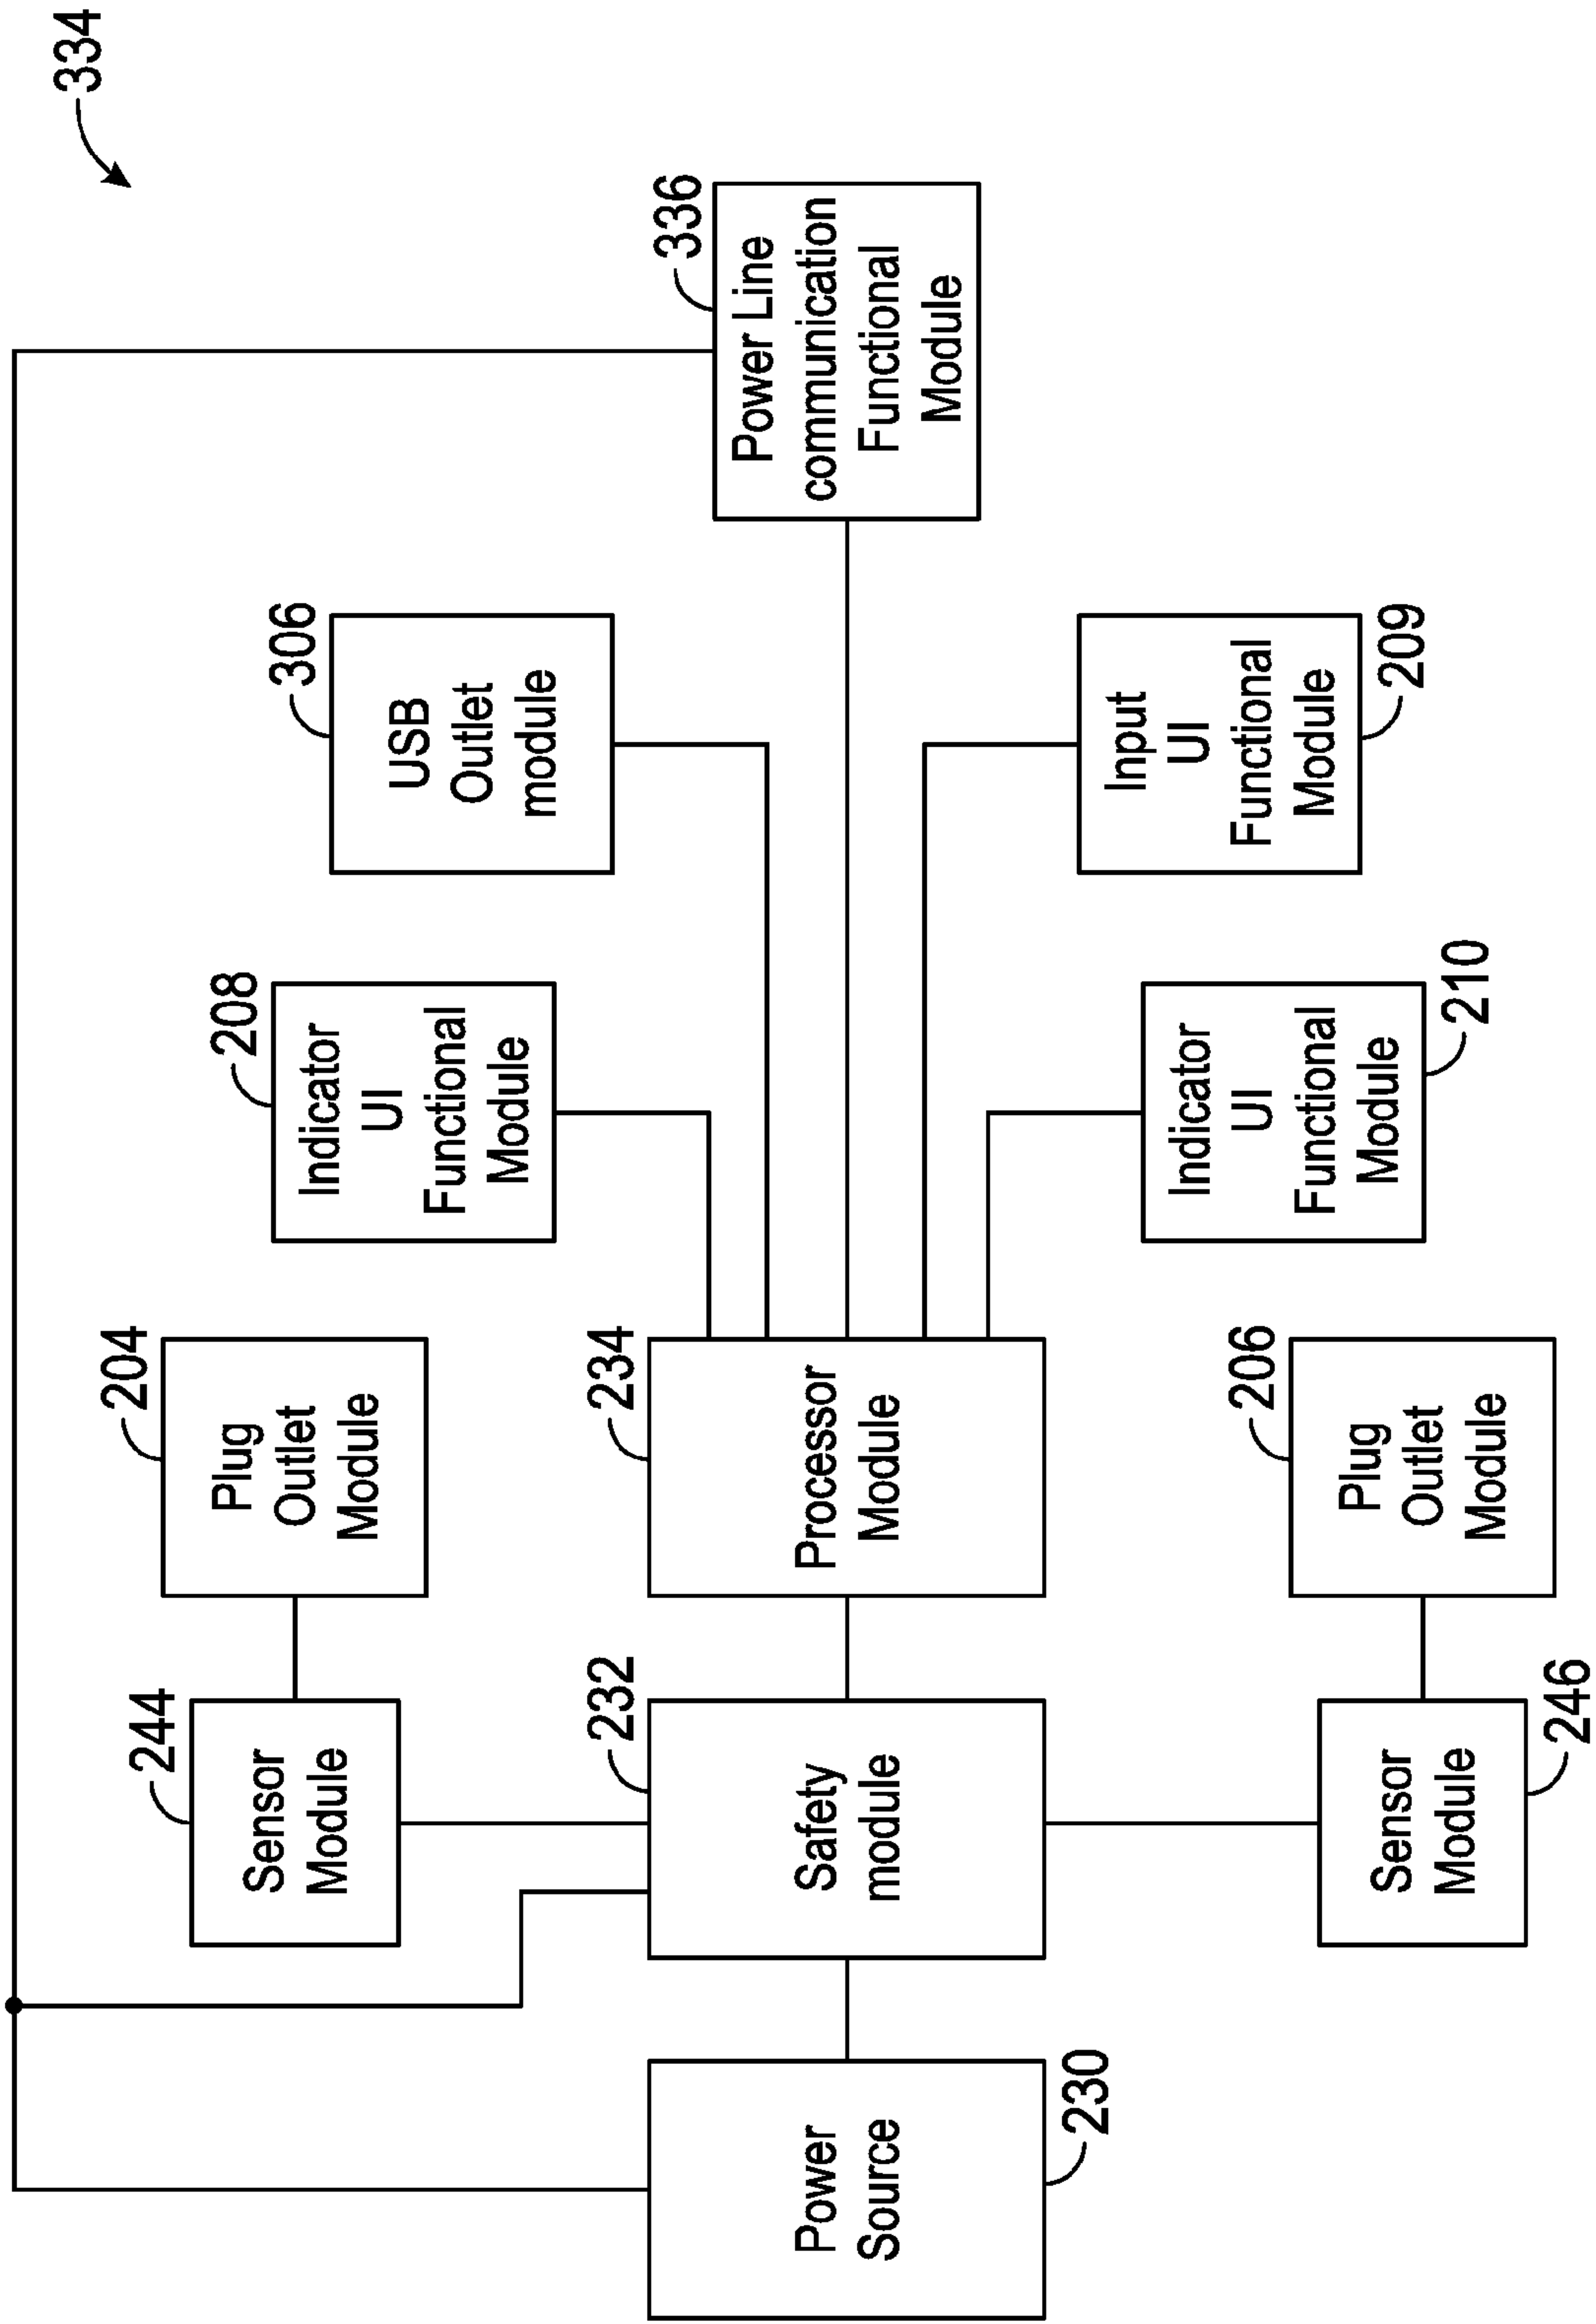 334
204
Plug
Outlet
Module
244
Sensor
Module
208
Indicator
UI
Functional
Module
306
USB
Outlet
module
336
Power Line
communication
Functional
Module
Power
Source
230
232
Safety
module
234
Processor
Module
Sensor
Module
246
206
Plug
Outlet
Module
Indicator
UI
Functional
Module
210
Input
UI
Functional
Module
209